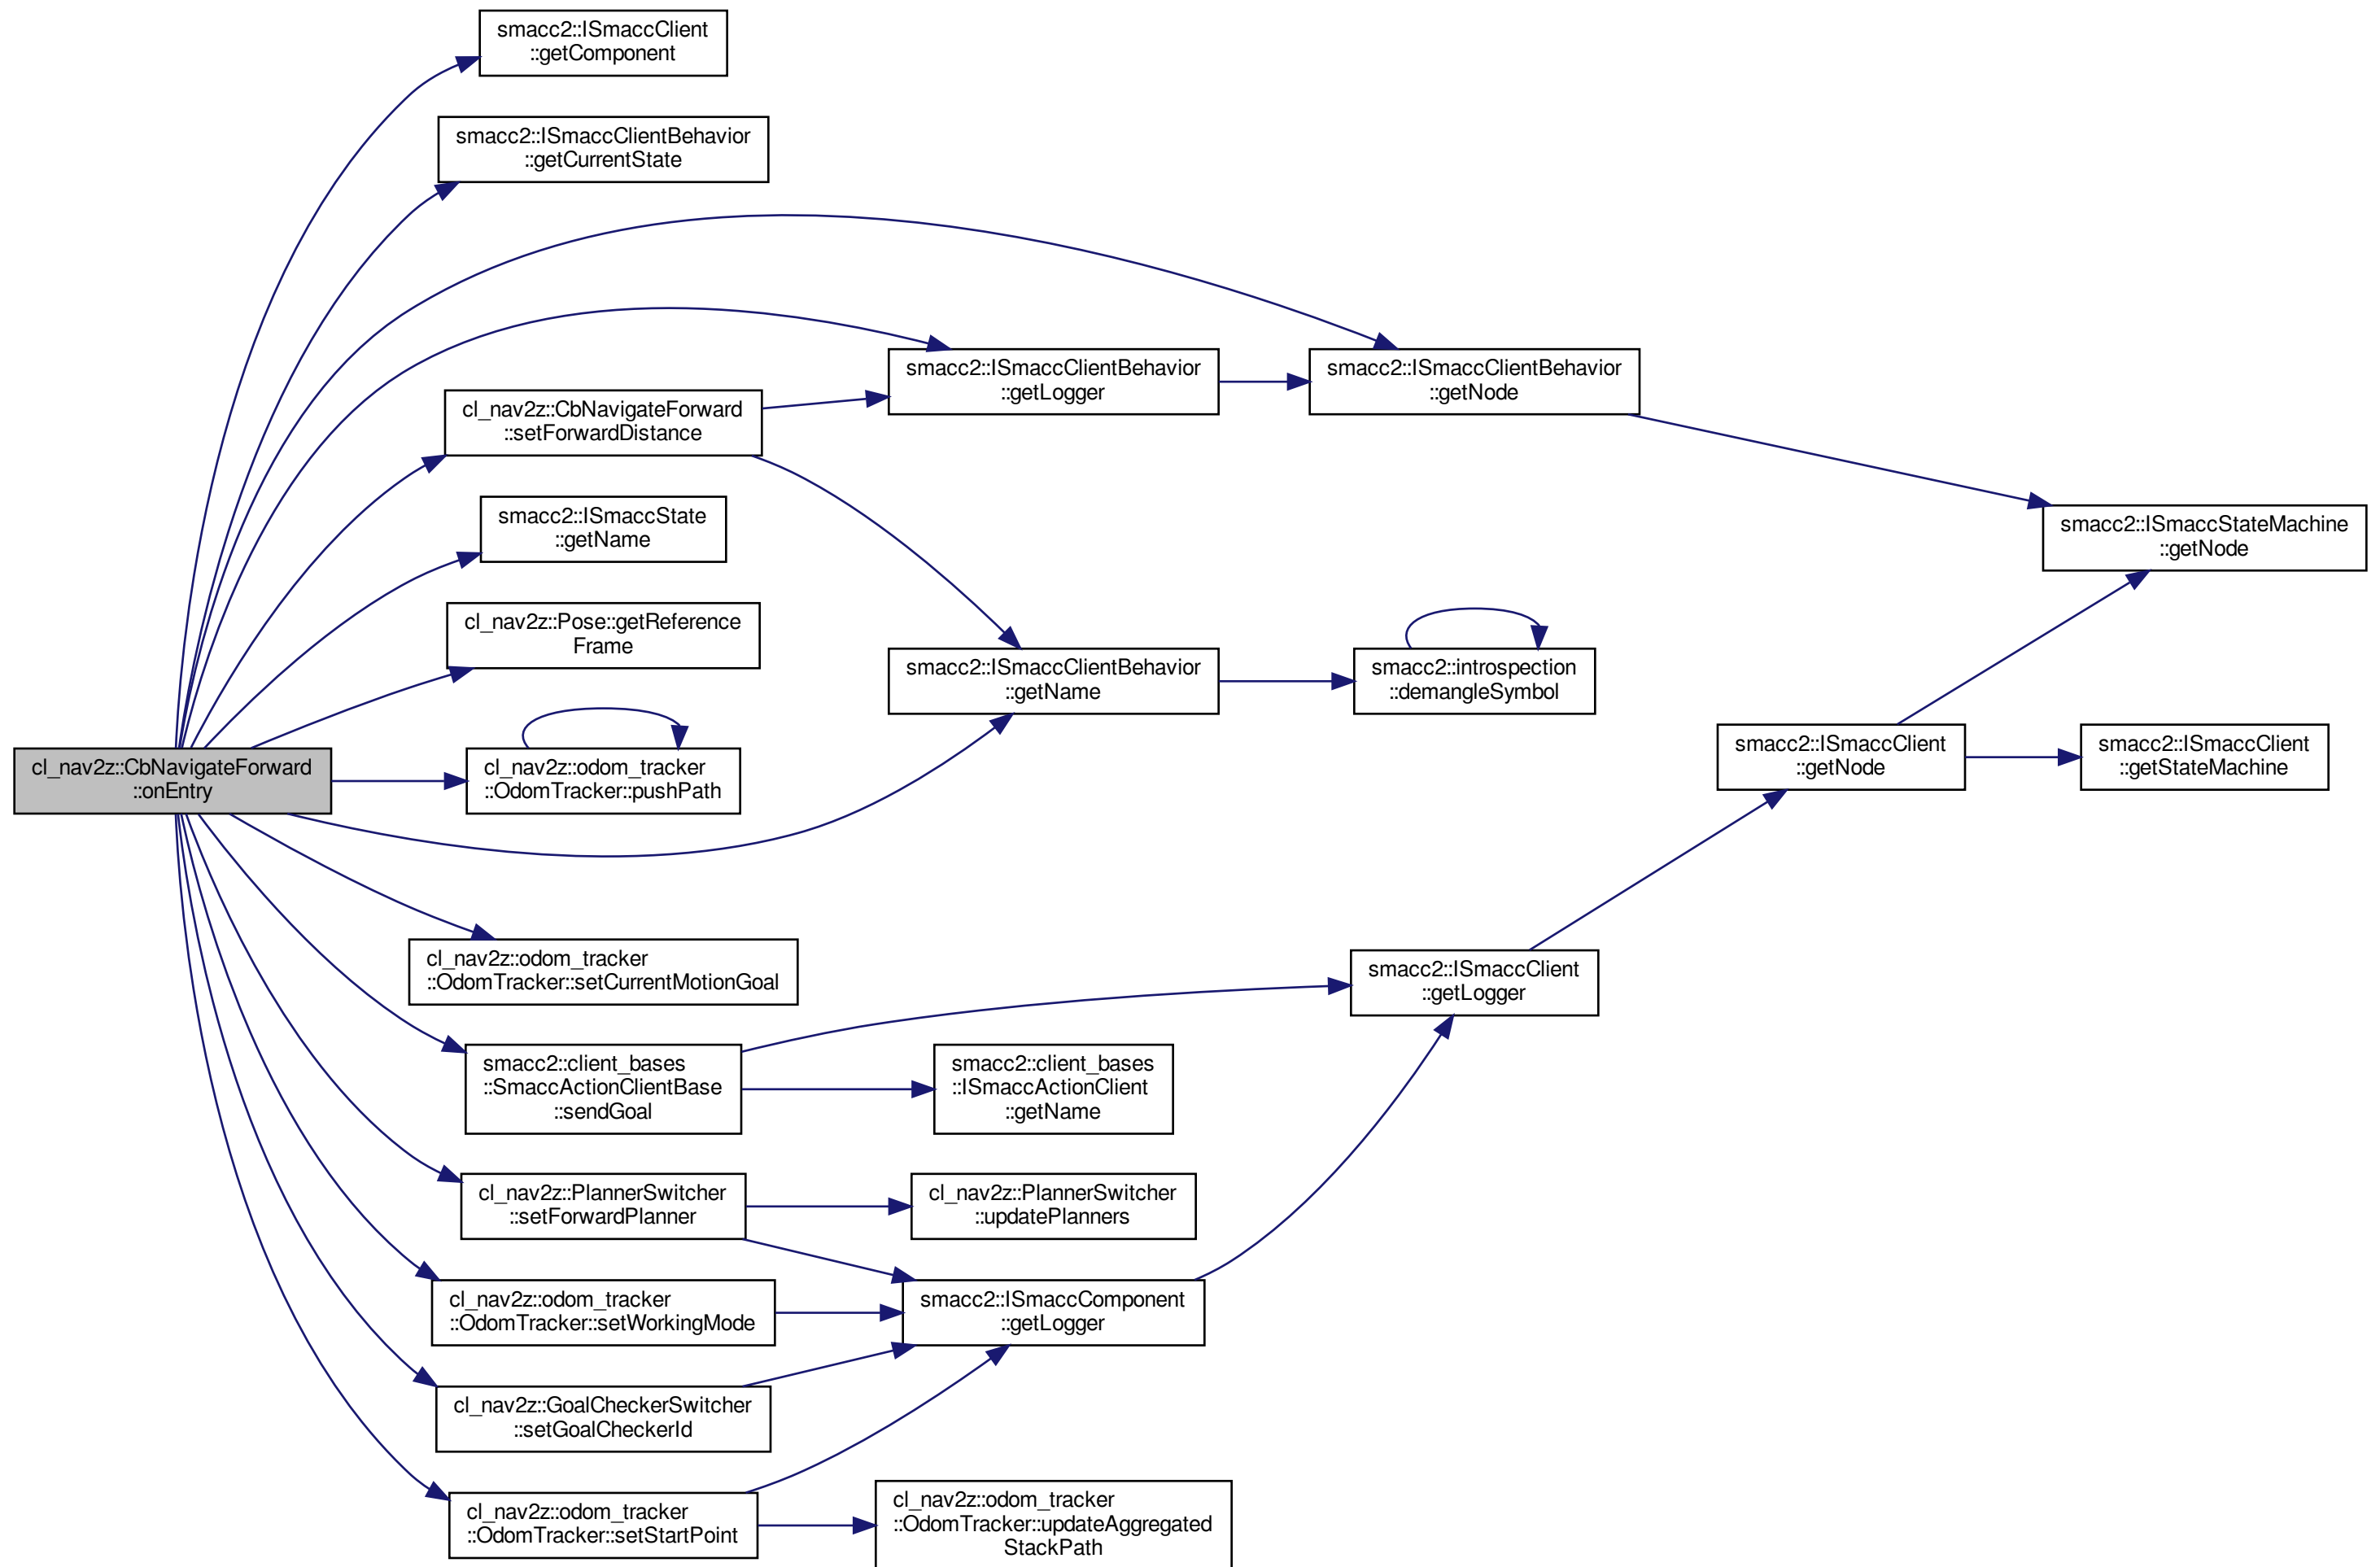 smacc2::ISmaccClient
::getComponent
smacc2::ISmaccClientBehavior
::getCurrentState
smacc2::ISmaccClientBehavior
::getLogger
smacc2::ISmaccClientBehavior
::getNode
cl_nav2z::CbNavigateForward
::setForwardDistance
smacc2::ISmaccState
::getName
smacc2::ISmaccStateMachine
::getNode
cl_nav2z::Pose::getReference
Frame
smacc2::ISmaccClientBehavior
::getName
smacc2::introspection
::demangleSymbol
cl_nav2z::CbNavigateForward
::onEntry
cl_nav2z::odom_tracker
::OdomTracker::pushPath
smacc2::ISmaccClient
::getNode
smacc2::ISmaccClient
::getStateMachine
cl_nav2z::odom_tracker
::OdomTracker::setCurrentMotionGoal
smacc2::ISmaccClient
::getLogger
smacc2::client_bases
::SmaccActionClientBase
::sendGoal
smacc2::client_bases
::ISmaccActionClient
::getName
cl_nav2z::PlannerSwitcher
::setForwardPlanner
cl_nav2z::PlannerSwitcher
::updatePlanners
cl_nav2z::odom_tracker
::OdomTracker::setWorkingMode
smacc2::ISmaccComponent
::getLogger
cl_nav2z::GoalCheckerSwitcher
::setGoalCheckerId
cl_nav2z::odom_tracker
::OdomTracker::setStartPoint
cl_nav2z::odom_tracker
::OdomTracker::updateAggregated
StackPath